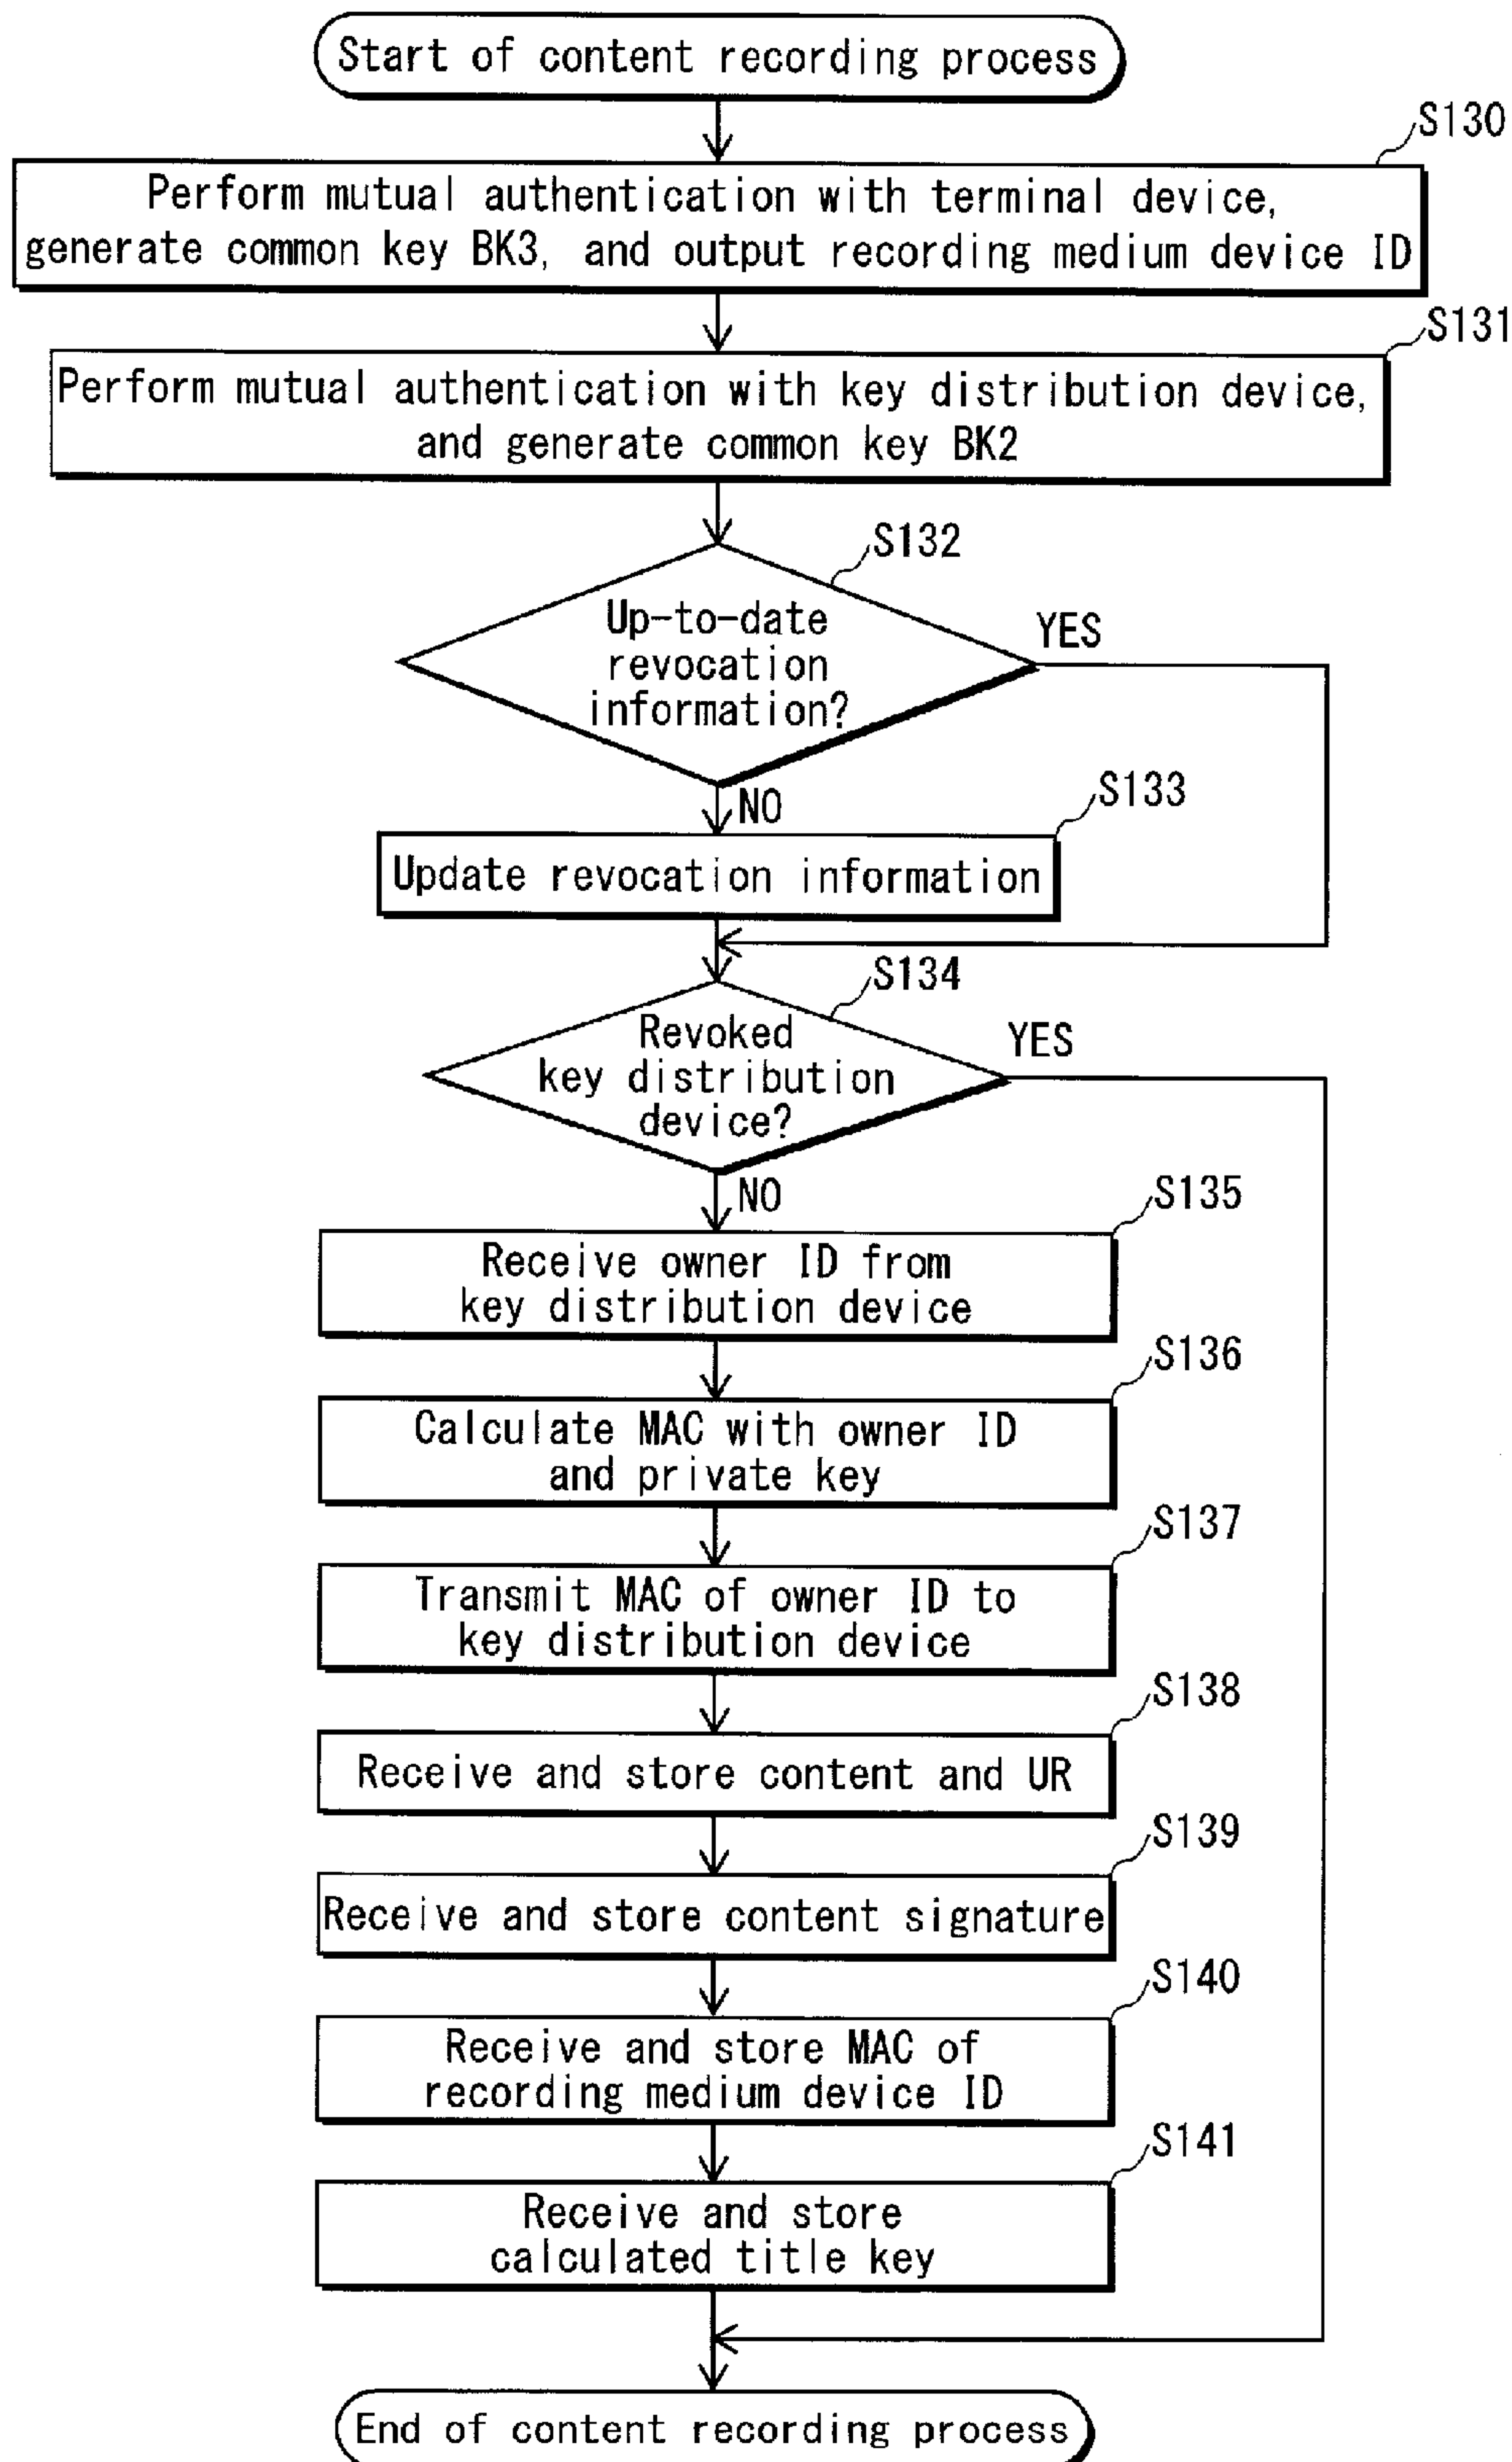 Start of content recording process
S130
Perform mutual authentication with terminal device,
generate common key BK3, and output recording medium device ID
S131
Perform mutual authentication with key distribution device,
and generate common key BK2
S132
Up-to-date
revocation
information?
YES
NO
S133
Update revocation information
S134
Revoked
key distribution
device?
YES
NO
S135
Receive owner ID from
key distribution device
S136
Calculate MAC with owner ID
and private key
S137
Transmit MAC of owner ID to
key distribution device
S138
Receive and store content and UR
S139
Receive and store content signature
S140
Receive and store MAC of
recording medium device ID
S141
Receive and store
calculated title key
End of content recording process